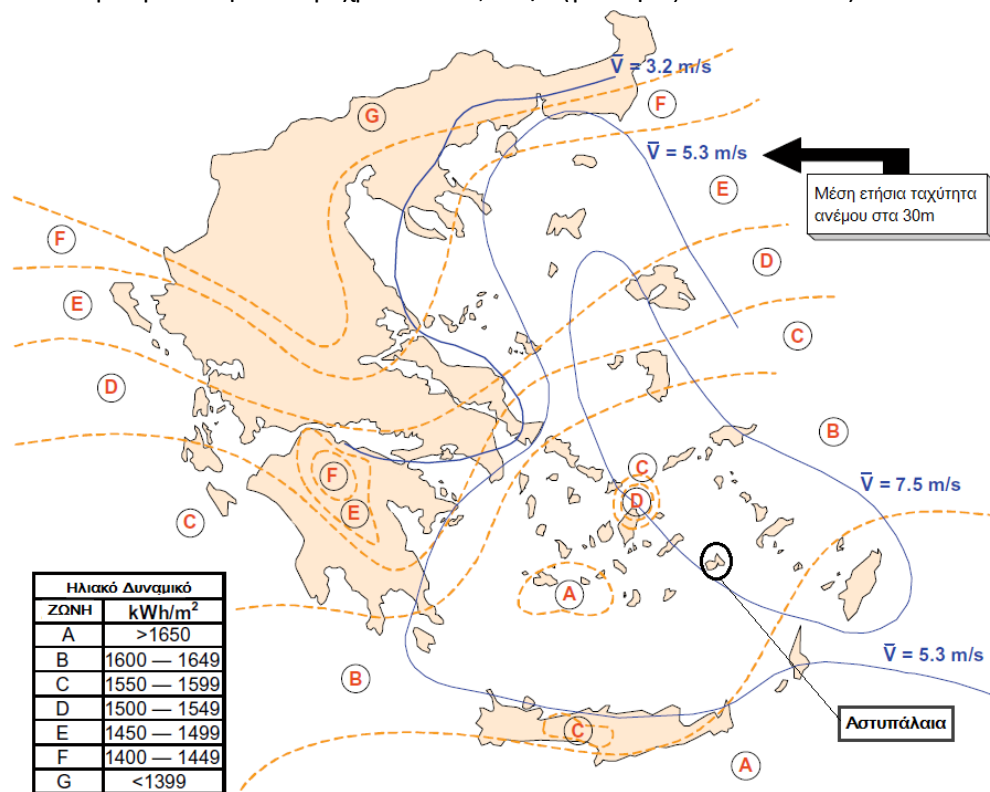 V̅ = 3.2 m/s
G
F
V̅ = 5.3 m/s
Μέση ετήσια ταχύτητα
ανέμου στα 30m
E
F
D
E
C
D
B
C
F
D
V̅ = 7.5 m/s
E
C
A
V̅ = 5.3 m/s
B
C
A
Αστυπάλαια
Ηλιακό Δυναμικό
ΖΩΝΗ kWh/m²
A >1650
B 1600 — 1649
C 1550 — 1599
D 1500 — 1549
E 1450 — 1499
F 1400 — 1449
G <1399